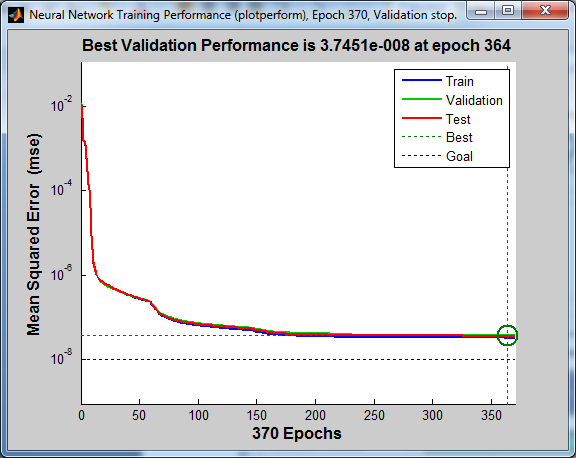 Neural Network Training Performance (plotperform), Epoch 370, Validation stop.
Best Validation Performance is 3.7451e-008 at epoch 364
Train
Validation
Test
Best
Goal
Mean Squared Error (mse)
10^-2
10^-4
10^-6
10^-8
0 50 100 150 200 250 300 350
370 Epochs